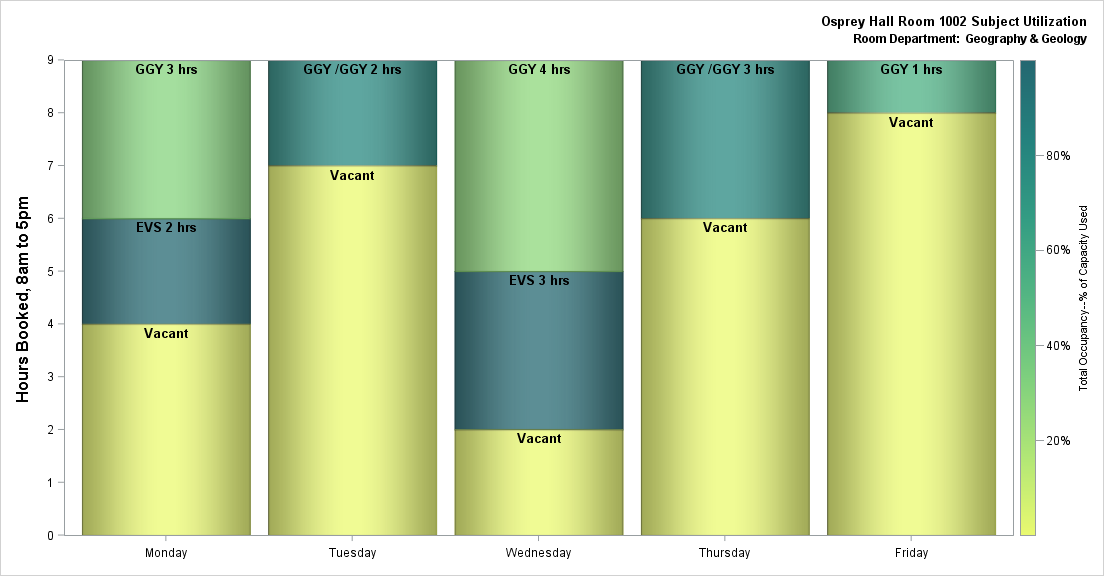 Osprey Hall Room 1002 Subject Utilization
Room Department: Geography & Geology
Hours Booked, 8am to 5pm
9
8
7
6
5
4
3
2
1
0
GGY 3 hrs
EVS 2 hrs
Vacant
GGY /GGY 2 hrs
Vacant
GGY 4 hrs
EVS 3 hrs
Vacant
GGY /GGY 3 hrs
Vacant
GGY 1 hrs
Vacant
Monday
Tuesday
Wednesday
Thursday
Friday
80%
60%
40%
20%
Total Occupancy--% of Capacity Used